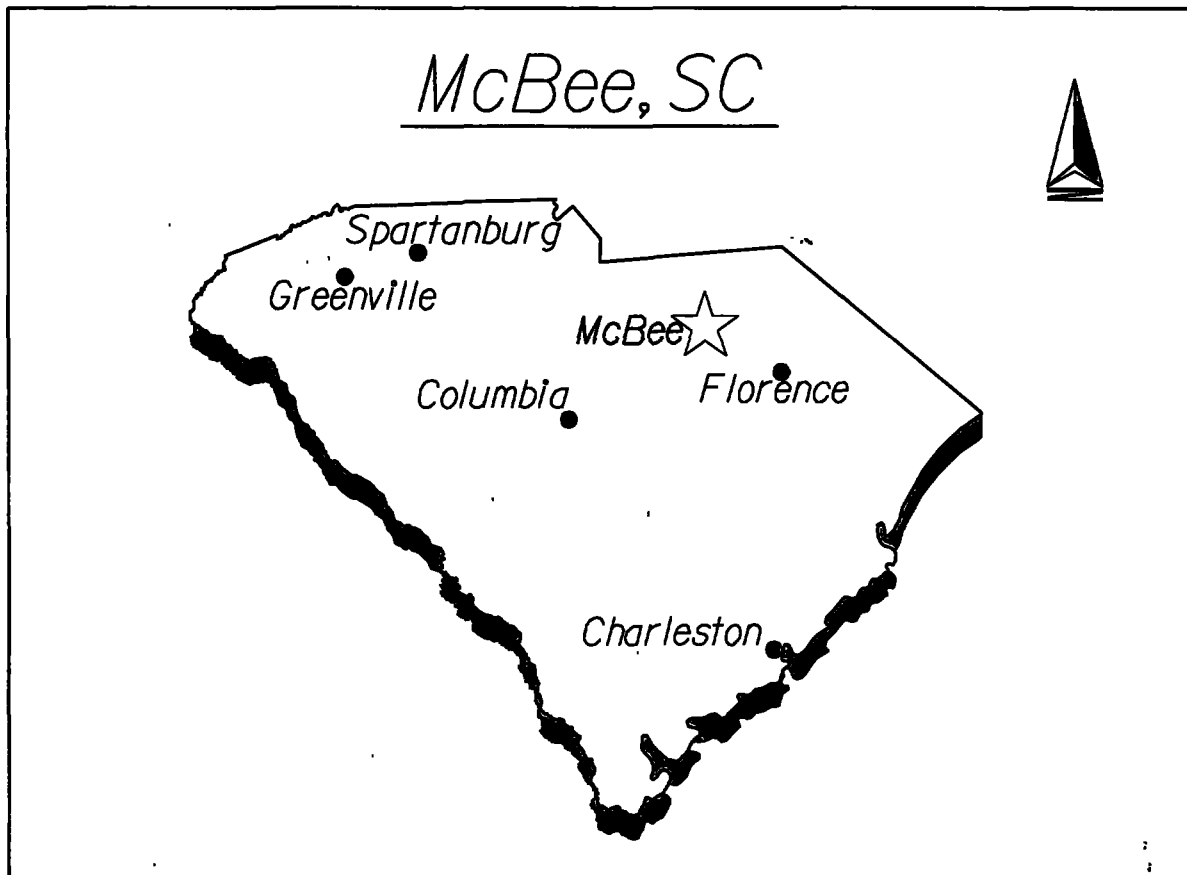 McBee, SC
Spartanburg
Greenville
McBee
Florence
Columbia
Charleston